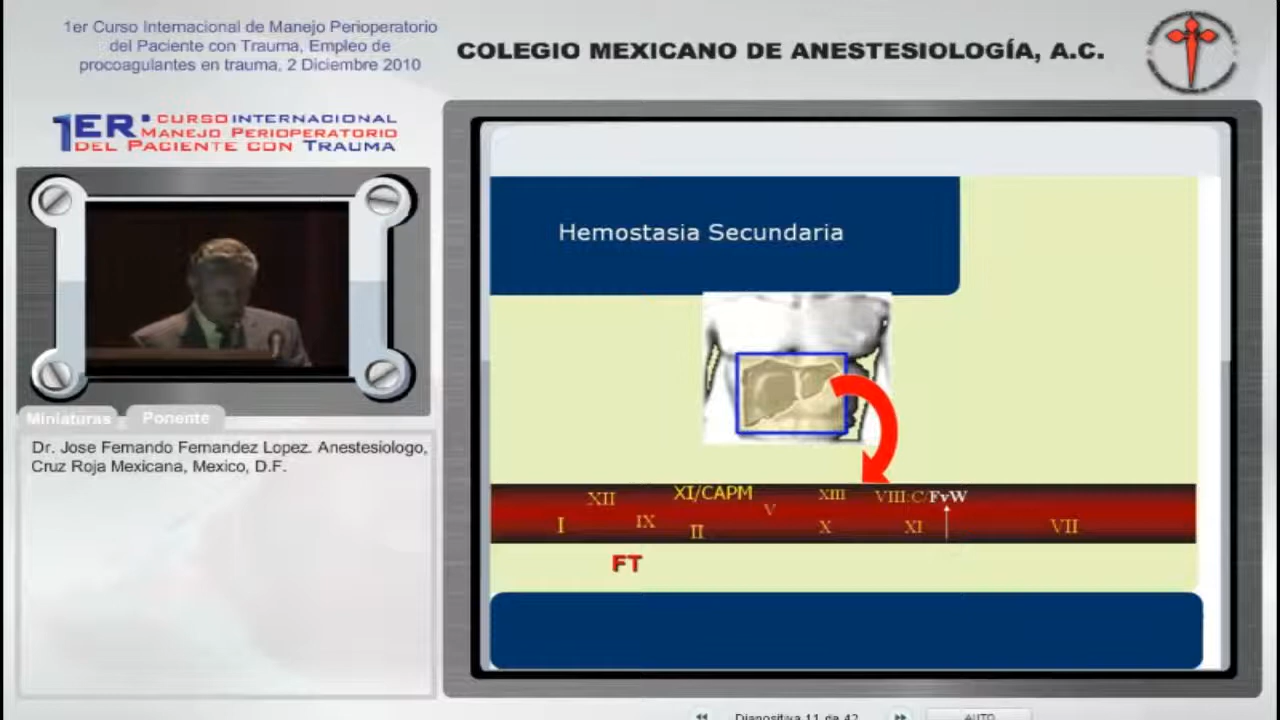 1er Curso Internacional de Manejo Perioperatorio
del Paciente con Trauma, Empleo de
procoagulantes en trauma, 2 Diciembre 2010
COLEGIO MEXICANO DE ANESTESIOLOGÍA, A.C.
1ER. CURSO INTERNACIONAL
MANEJO PERIOPERATORIO
DEL PACIENTE CON TRAUMA
Miniaturas Ponente
Dr. Jose Fernando Fernandez Lopez. Anestesiologo,
Cruz Roja Mexicana, Mexico, D.F.
Hemostasia Secundaria
XII XI/CAPM XIII VIII:C/FvW
I IX II V X XI VII
FT
Diapositiva 11 de 42 AUTO